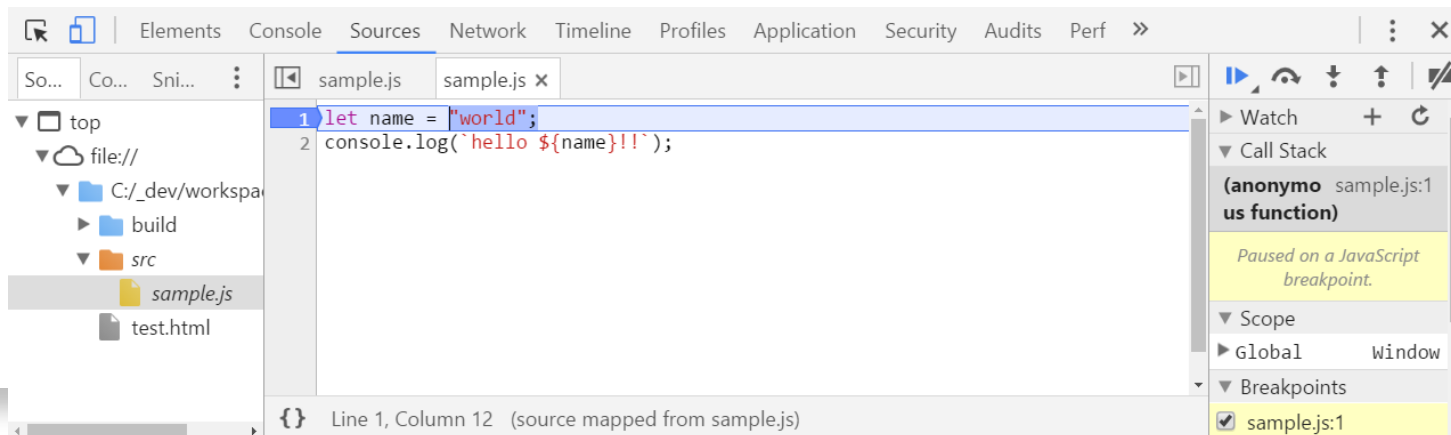 Elements Console Sources Network Timeline Profiles Application Security Audits Perf »
So... Co... Sni...
sample.js sample.js ×
top
file://
C:/_dev/workspa
build
src
sample.js
test.html
1 let name = "world";
2 console.log(`hello ${name}!!`);
{} Line 1, Column 12 (source mapped from sample.js)
Watch
Call Stack
(anonymo sample.js:1
us function)
Paused on a JavaScript
breakpoint.
Scope
Global Window
Breakpoints
sample.js:1